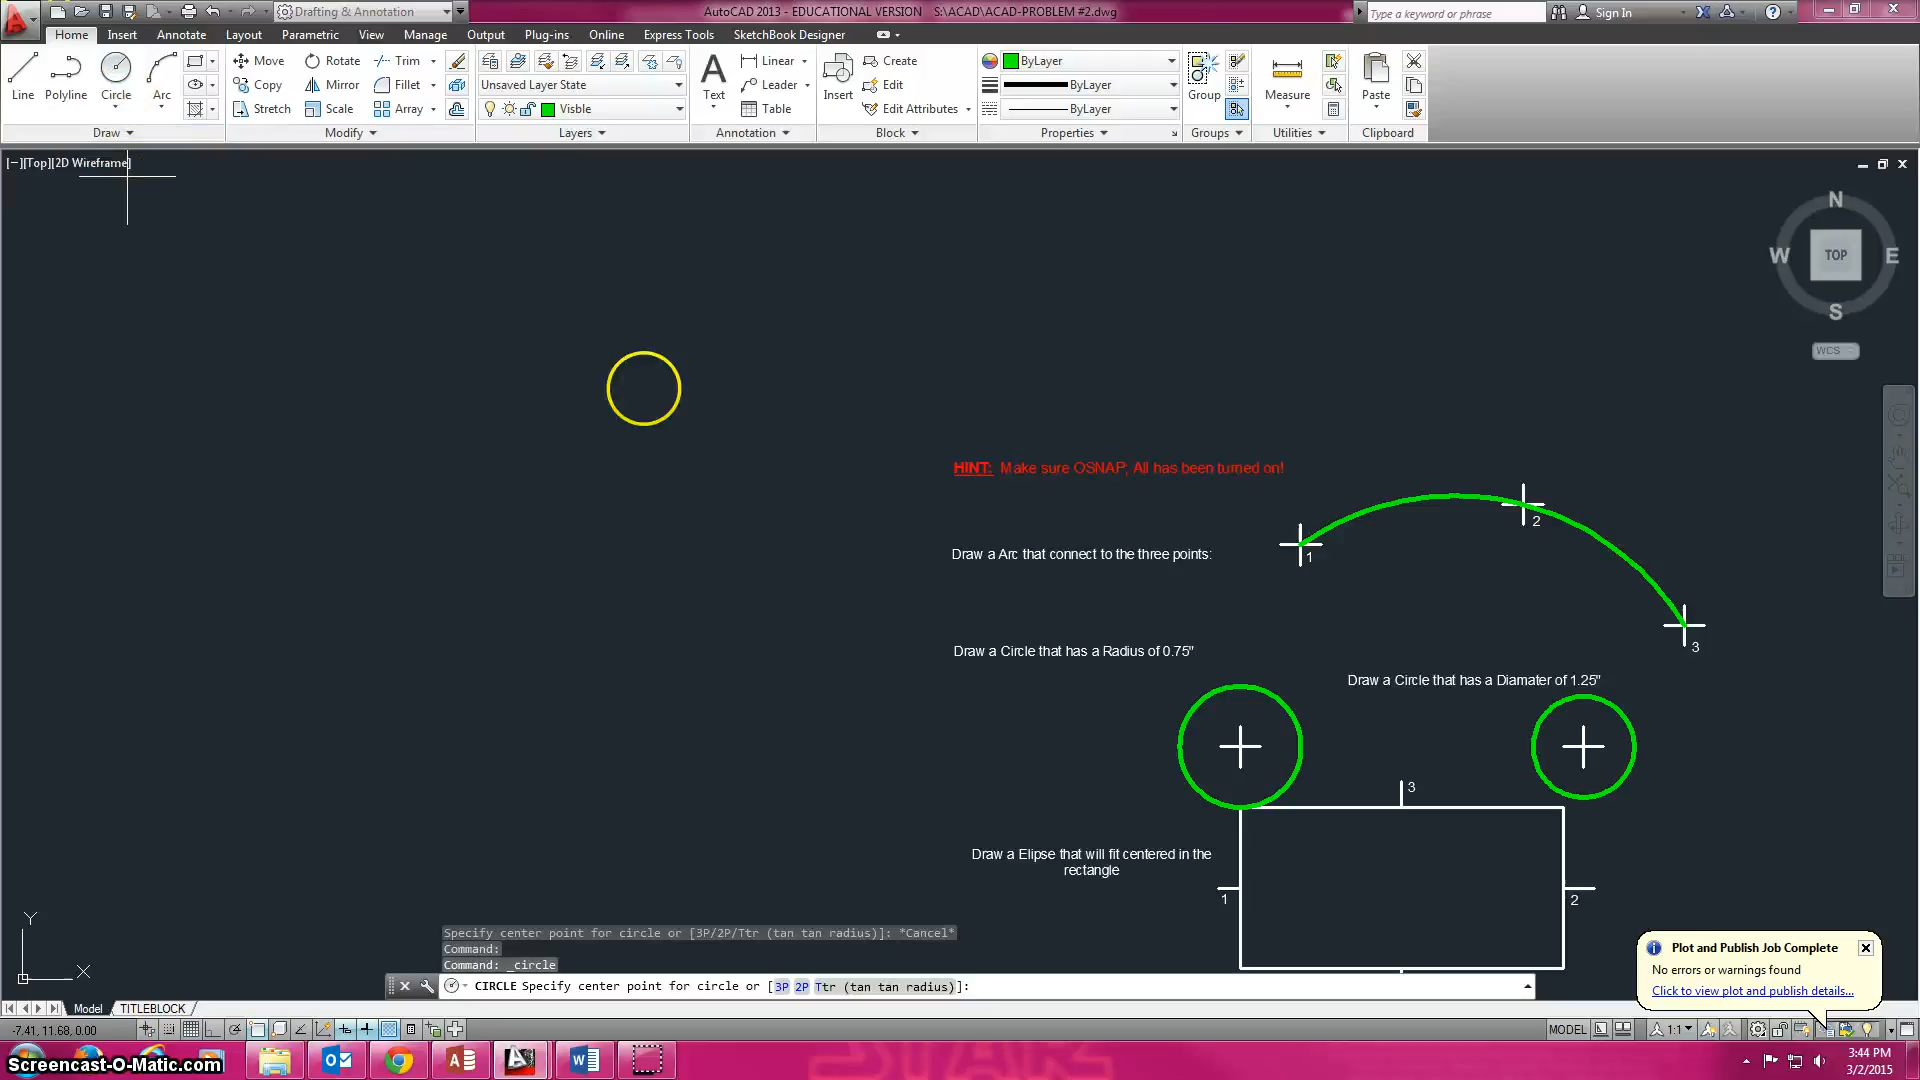 Drafting & Annotation
AutoCAD 2013 - EDUCATIONAL VERSION S:\ACAD\ACAD-PROBLEM #2.dwg
Type a keyword or phrase
Sign In
Home Insert Annotate Layout Parametric View Manage Output Plug-ins Online Express Tools SketchBook Designer
Move Rotate Trim
Copy Mirror Fillet
Stretch Scale Array
Line Polyline Circle Arc
Unsaved Layer State
Visible
Text
Linear
Leader
Table
Insert
Create
Edit
Edit Attributes
ByLayer
ByLayer
ByLayer
Group
Measure
Paste
Draw Modify Layers Annotation Block Properties Groups Utilities Clipboard
[−][Top][2D Wireframe]
N
W TOP E
S
WCS
HINT: Make sure OSNAP, All has been turned on!
2
1
Draw a Arc that connect to the three points:
3
Draw a Circle that has a Radius of 0.75"
Draw a Circle that has a Diamater of 1.25"
3
Draw a Elipse that will fit centered in the
rectangle
1
2
Y
X
Specify center point for circle or [3P/2P/Ttr (tan tan radius)]: *Cancel*
Command:
Command: _circle
CIRCLE Specify center point for circle or [3P 2P Ttr (tan tan radius)]:
Plot and Publish Job Complete
No errors or warnings found
Click to view plot and publish details...
Model TITLEBLOCK
-7.41, 11.68, 0.00
MODEL
1:1
Screencast-O-Matic.com
3:44 PM
3/2/2015